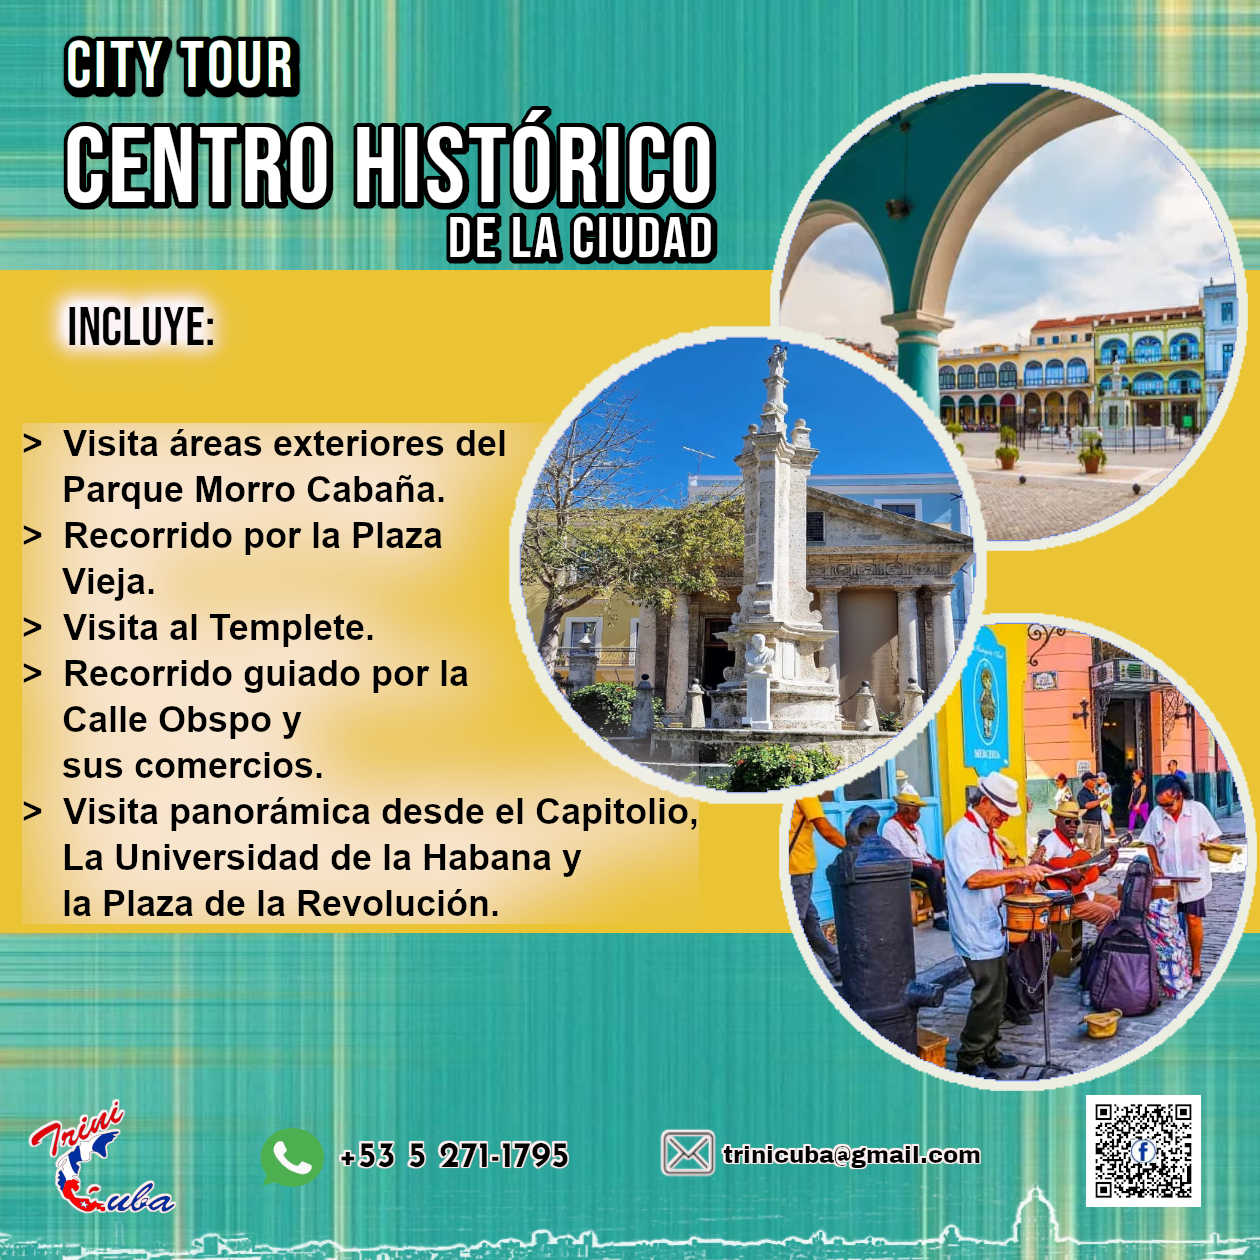 CITY TOUR
CENTRO HISTÓRICO
DE LA CIUDAD
INCLUYE:
> Visita áreas exteriores del
Parque Morro Cabaña.
> Recorrido por la Plaza
Vieja.
> Visita al Templete.
> Recorrido guiado por la
Calle Obspo y
sus comercios.
> Visita panorámica desde el Capitolio,
La Universidad de la Habana y
la Plaza de la Revolución.
MERCERIA
Trini
Cuba
+53 5 271-1795
trinicuba@gmail.com
f